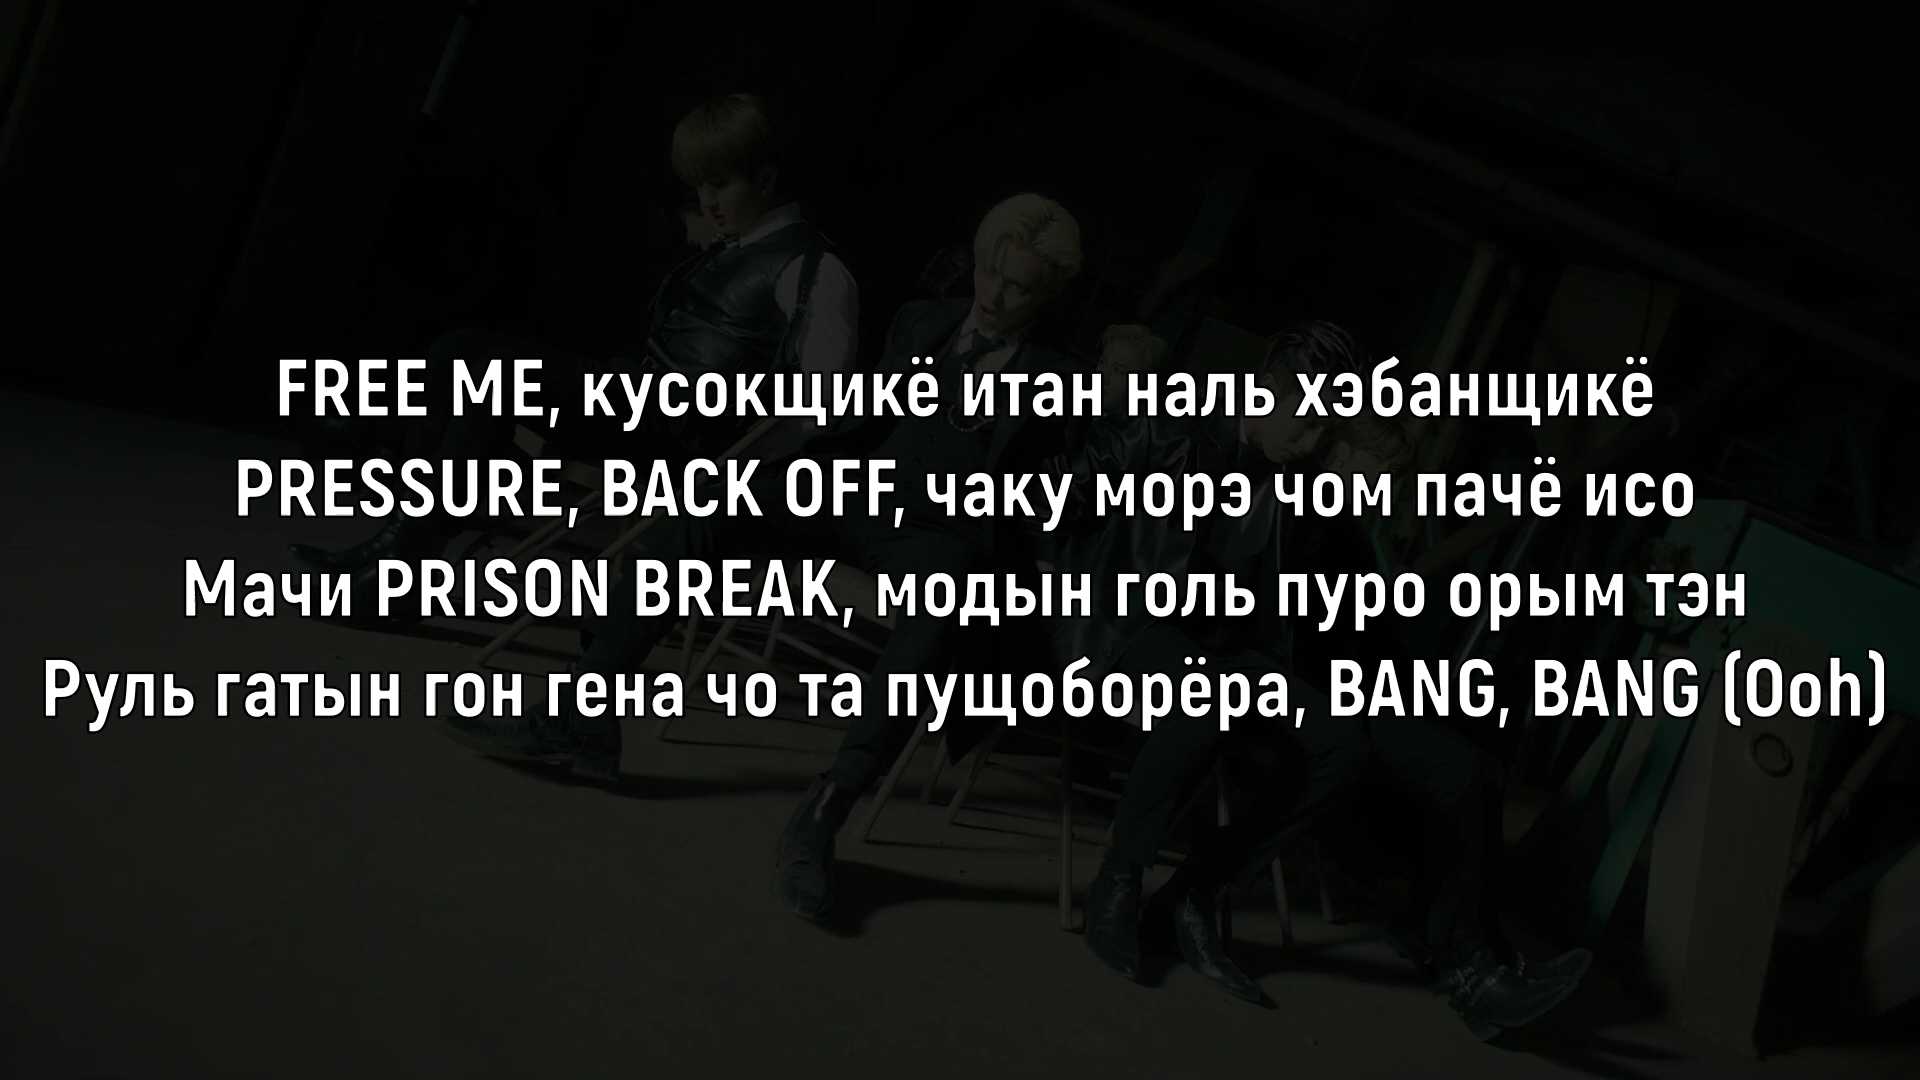 FREE ME, кусокщикё итан наль хэбанщикё
PRESSURE, BACK OFF, чаку морэ чом пачё исо
Мачи PRISON BREAK, модын голь пуро орым тэн
Руль гатын гон гена чо та пущоборёра, BANG, BANG (Ooh)